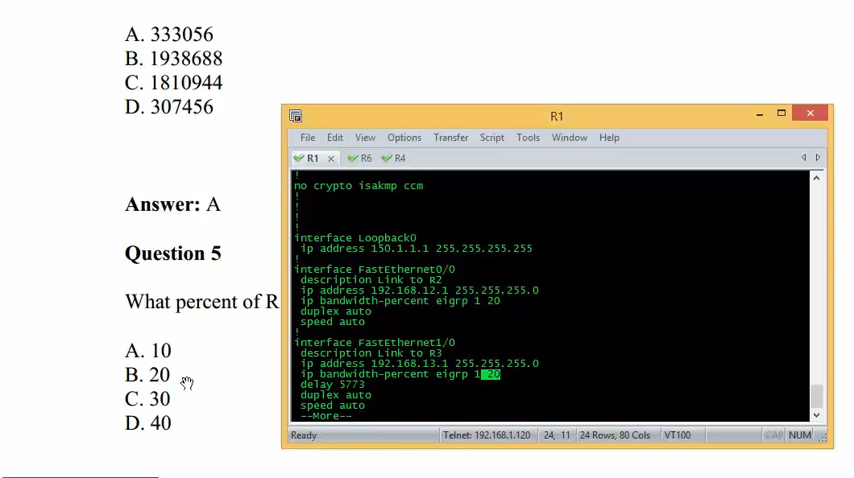 A. 333056
B. 1938688
C. 1810944
D. 307456
Answer: A
Question 5
What percent of R
A. 10
B. 20
C. 30
D. 40
R1
File Edit View Options Transfer Script Tools Window Help
R1 R6 R4
!
no crypto isakmp ccm
!
!
!
!
interface Loopback0
ip address 150.1.1.1 255.255.255.255
!
interface FastEthernet0/0
description Link to R2
ip address 192.168.12.1 255.255.255.0
ip bandwidth-percent eigrp 1 20
duplex auto
speed auto
!
interface FastEthernet1/0
description Link to R3
ip address 192.168.13.1 255.255.255.0
ip bandwidth-percent eigrp 1 20
delay 5773
duplex auto
speed auto
--More--
Ready Telnet: 192.168.1.120 24, 11 24 Rows, 80 Cols VT100 CAP NUM